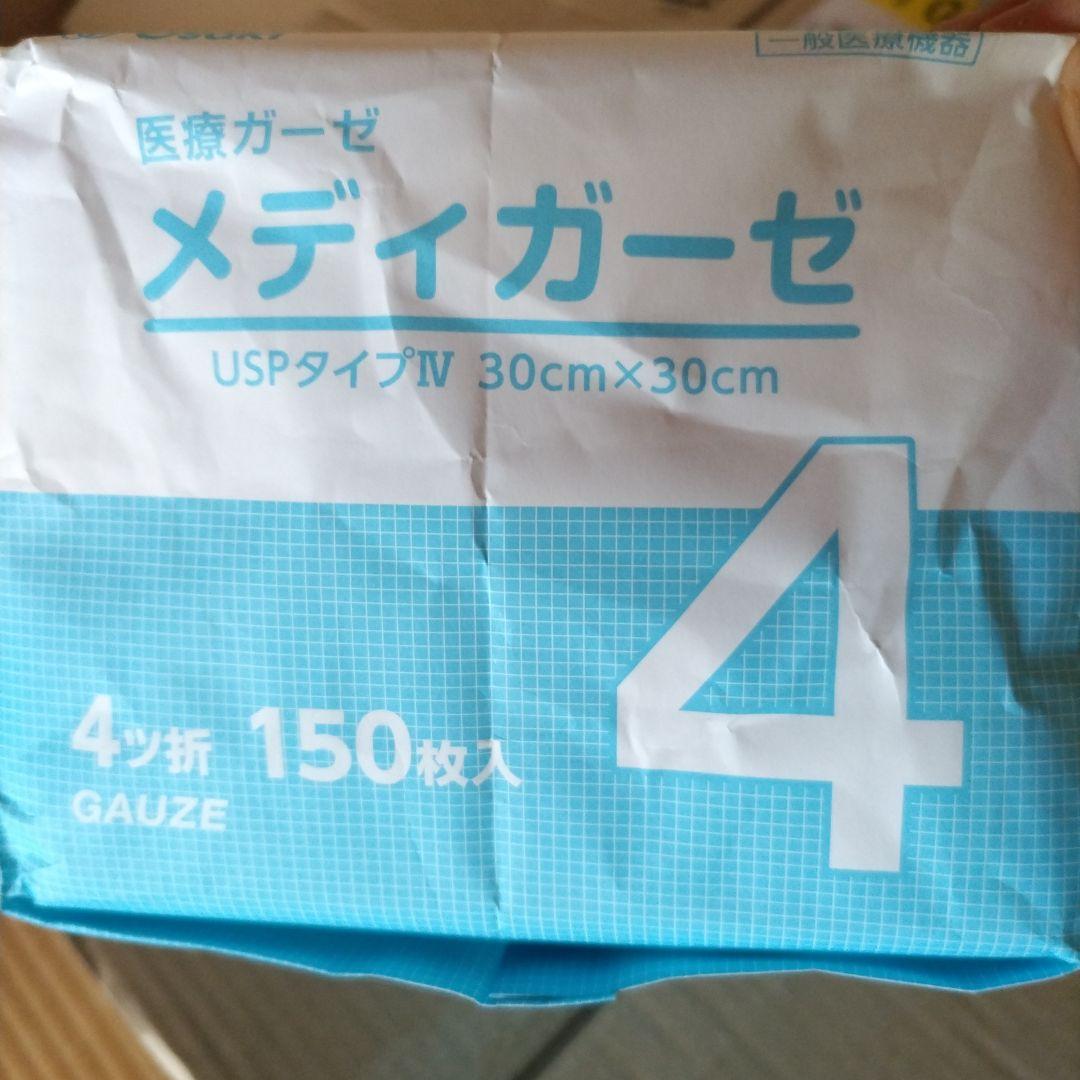 一般医療機器
医療ガーゼ
メディガーゼ
USPタイプⅣ 30cm×30cm
4
4ツ折 150枚入
GAUZE